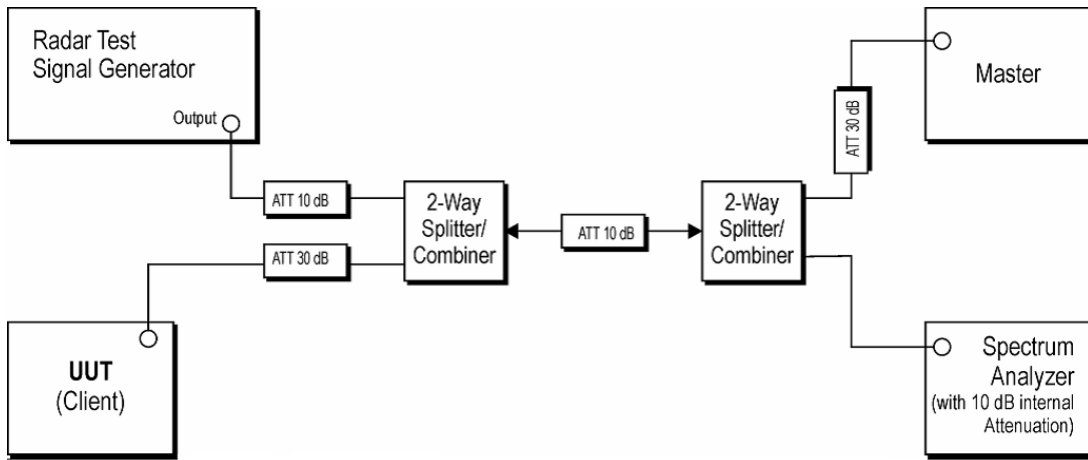 Radar Test
Signal Generator
Output
ATT 10 dB
ATT 30 dB
UUT
(Client)
2-Way
Splitter/
Combiner
ATT 10 dB
2-Way
Splitter/
Combiner
ATT 30 dB
Master
Spectrum
Analyzer
(with 10 dB internal
Attenuation)